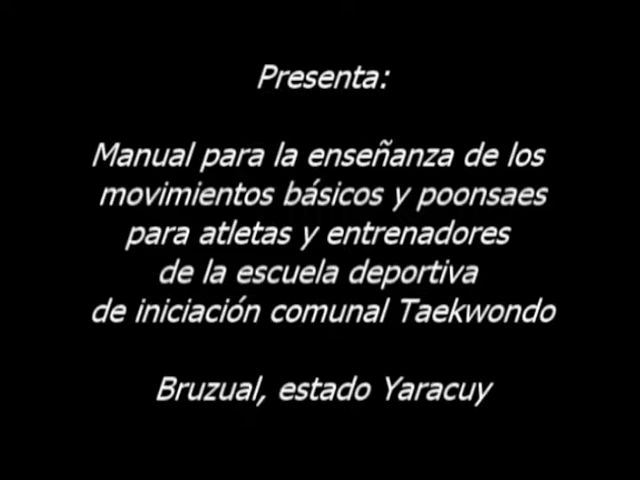 Presenta:
Manual para la enseñanza de los
movimientos básicos y poonsaes
para atletas y entrenadores
de la escuela deportiva
de iniciación comunal Taekwondo
Bruzual, estado Yaracuy